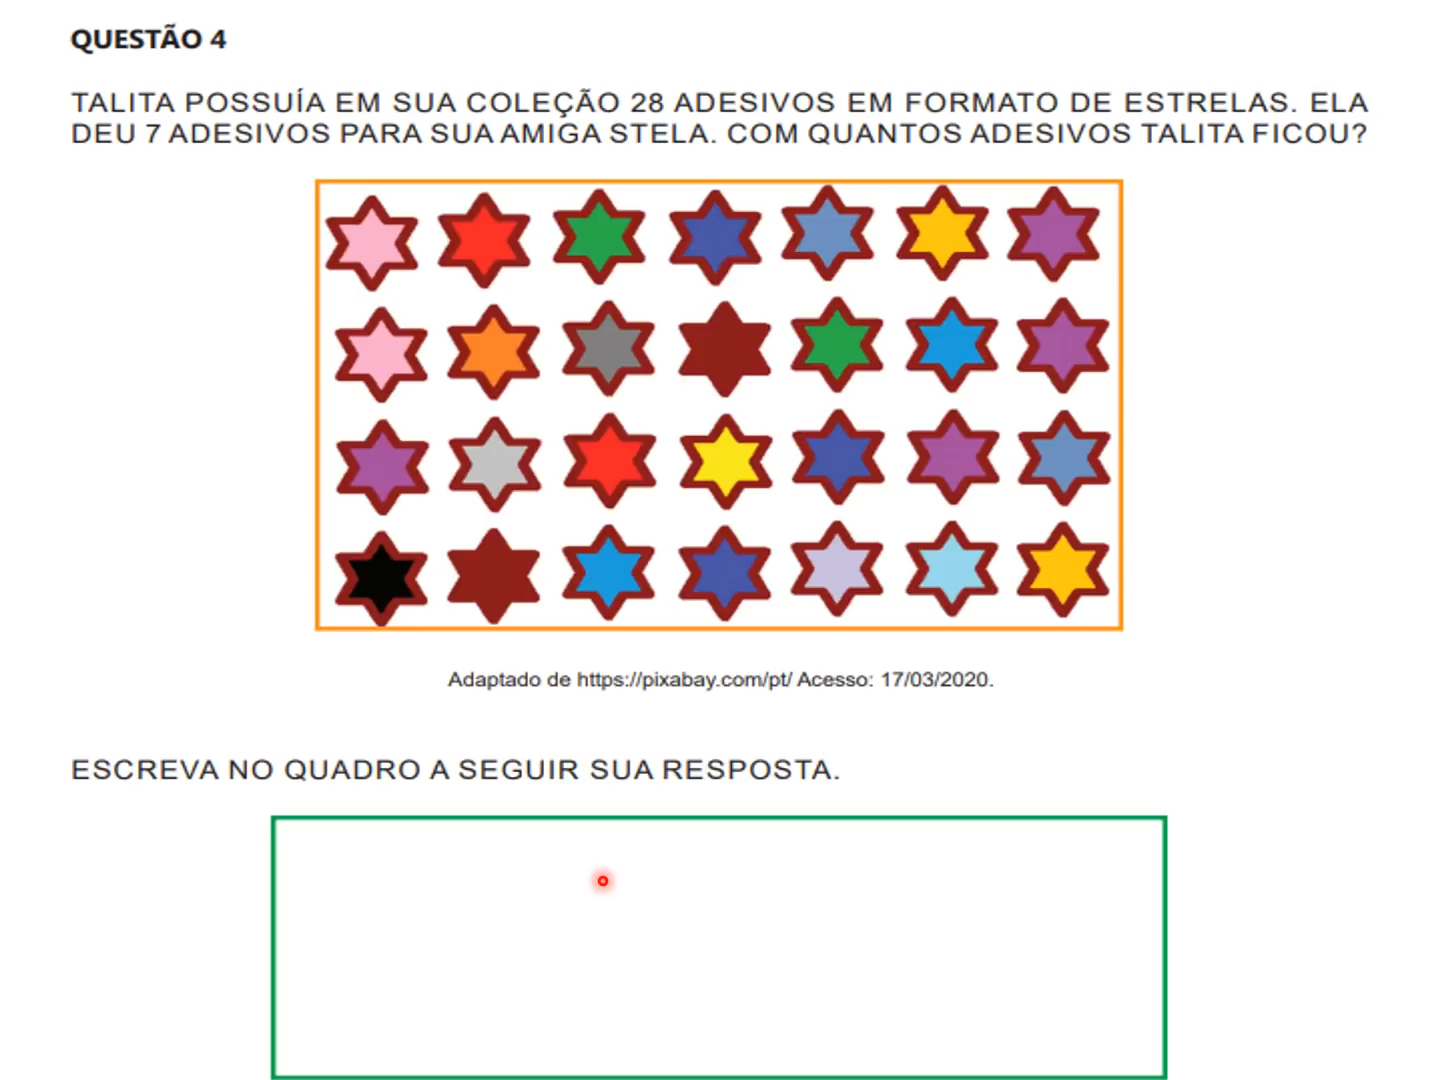 QUESTÃO 4
TALITA POSSUÍA EM SUA COLEÇÃO 28 ADESIVOS EM FORMATO DE ESTRELAS. ELA
DEU 7 ADESIVOS PARA SUA AMIGA STELA. COM QUANTOS ADESIVOS TALITA FICOU?
Adaptado de https://pixabay.com/pt/ Acesso: 17/03/2020.
ESCREVA NO QUADRO A SEGUIR SUA RESPOSTA.